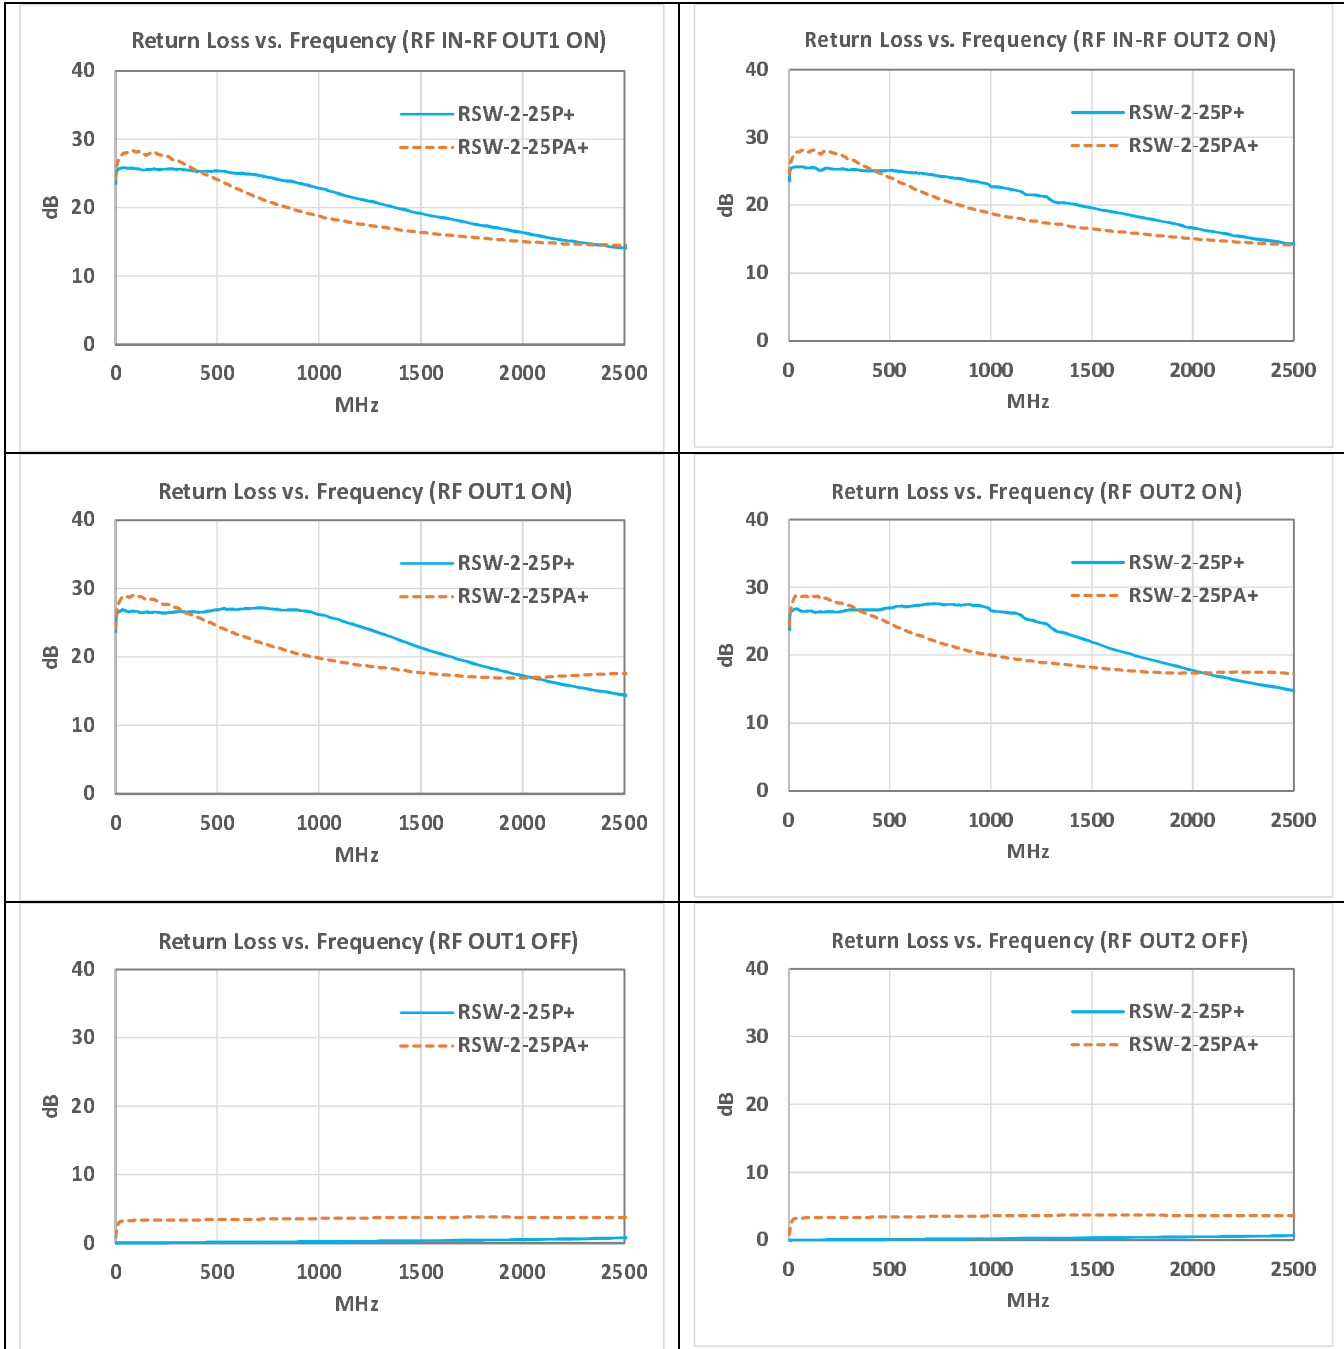 Return Loss vs. Frequency (RF IN-RF OUT1 ON)
40
30
20
10
0
dB
RSW-2-25P+
RSW-2-25PA+
0 500 1000 1500 2000 2500
MHz
Return Loss vs. Frequency (RF IN-RF OUT2 ON)
40
30
20
10
0
dB
RSW-2-25P+
RSW-2-25PA+
0 500 1000 1500 2000 2500
MHz
Return Loss vs. Frequency (RF OUT1 ON)
40
30
20
10
0
dB
RSW-2-25P+
RSW-2-25PA+
0 500 1000 1500 2000 2500
MHz
Return Loss vs. Frequency (RF OUT2 ON)
40
30
20
10
0
dB
RSW-2-25P+
RSW-2-25PA+
0 500 1000 1500 2000 2500
MHz
Return Loss vs. Frequency (RF OUT1 OFF)
40
30
20
10
0
dB
RSW-2-25P+
RSW-2-25PA+
0 500 1000 1500 2000 2500
MHz
Return Loss vs. Frequency (RF OUT2 OFF)
40
30
20
10
0
dB
RSW-2-25P+
RSW-2-25PA+
0 500 1000 1500 2000 2500
MHz